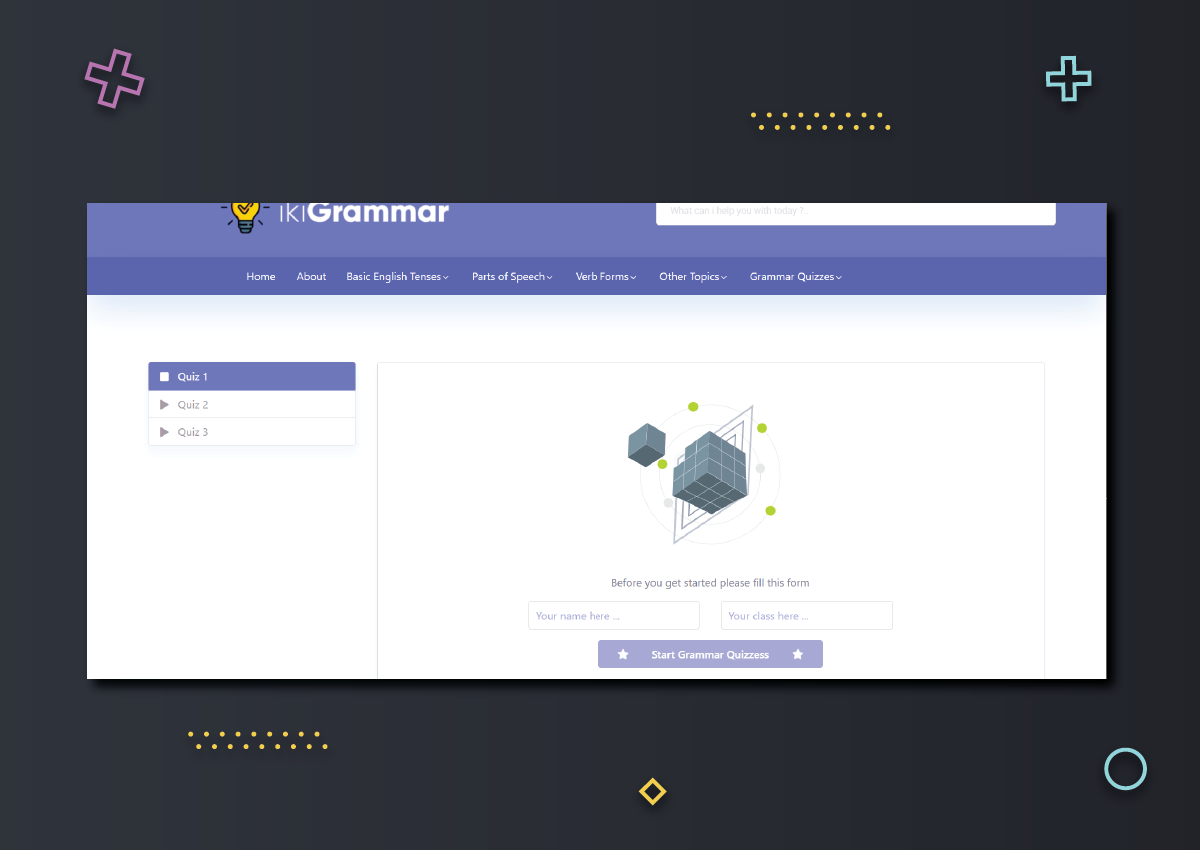 ikiGrammar
What can i help you with today ?..
Home About Basic English Tenses Parts of Speech Verb Forms Other Topics Grammar Quizzes
Quiz 1
Quiz 2
Quiz 3
Before you get started please fill this form
Your name here ... Your class here ...
Start Grammar Quizzess